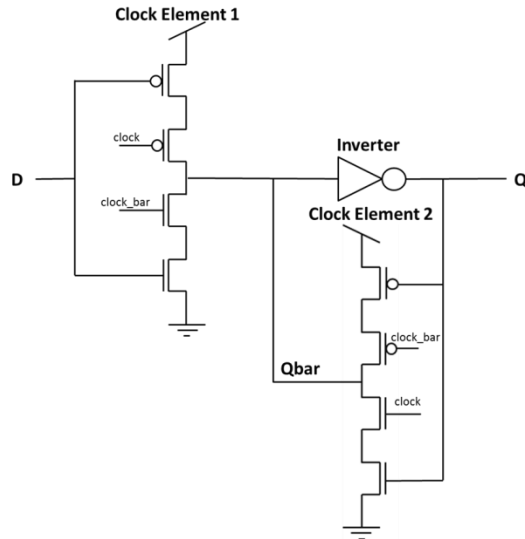 Clock Element 1
clock
Inverter
D
Q
clock_bar
Clock Element 2
clock_bar
Qbar
clock